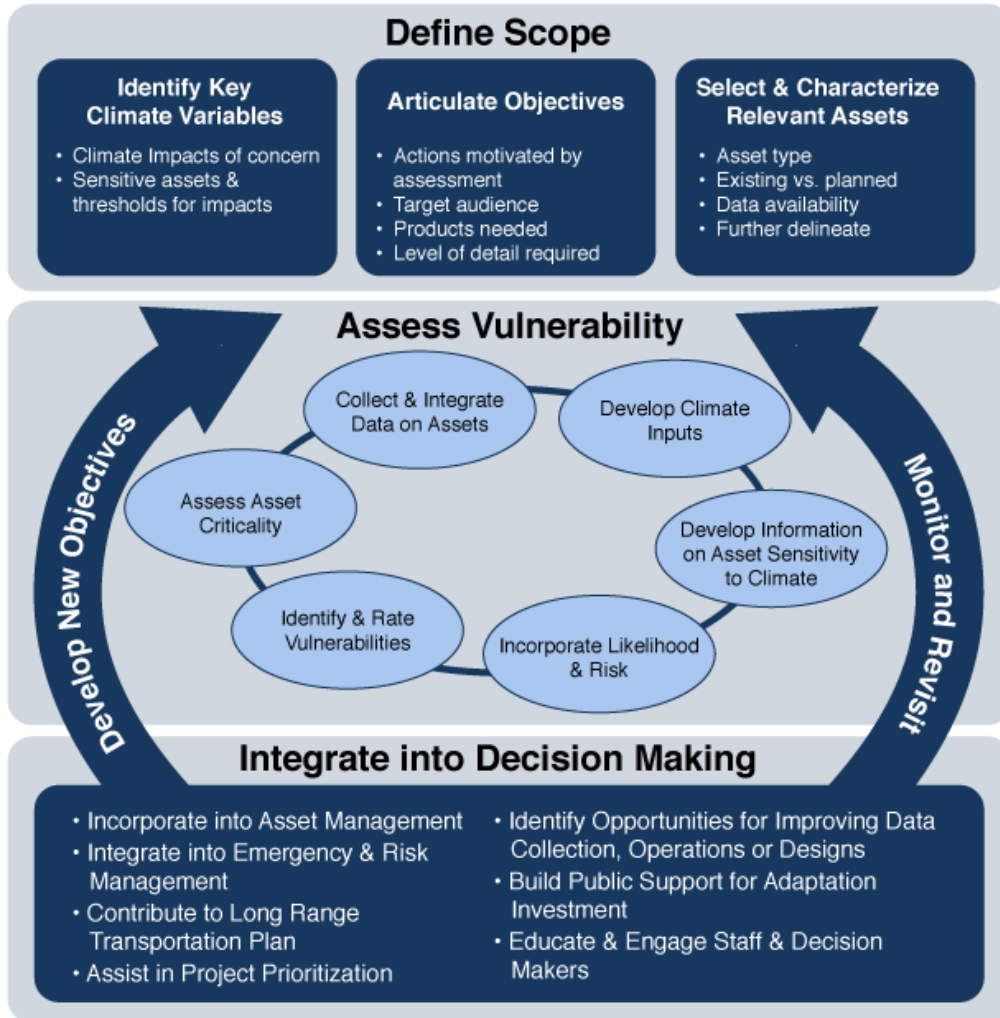 Define Scope
Identify Key
Climate Variables
• Climate Impacts of concern
• Sensitive assets &
thresholds for impacts
Articulate Objectives
• Actions motivated by
assessment
• Target audience
• Products needed
• Level of detail required
Select & Characterize
Relevant Assets
• Asset type
• Existing vs. planned
• Data availability
• Further delineate
Assess Vulnerability
Collect & Integrate
Data on Assets
Develop Climate
Inputs
Assess Asset
Criticality
Develop Information
on Asset Sensitivity
to Climate
Identify & Rate
Vulnerabilities
Incorporate Likelihood
& Risk
Develop New Objectives
Monitor and Revisit
Integrate into Decision Making
• Incorporate into Asset Management
• Integrate into Emergency & Risk
Management
• Contribute to Long Range
Transportation Plan
• Assist in Project Prioritization
• Identify Opportunities for Improving Data
Collection, Operations or Designs
• Build Public Support for Adaptation
Investment
• Educate & Engage Staff & Decision
Makers